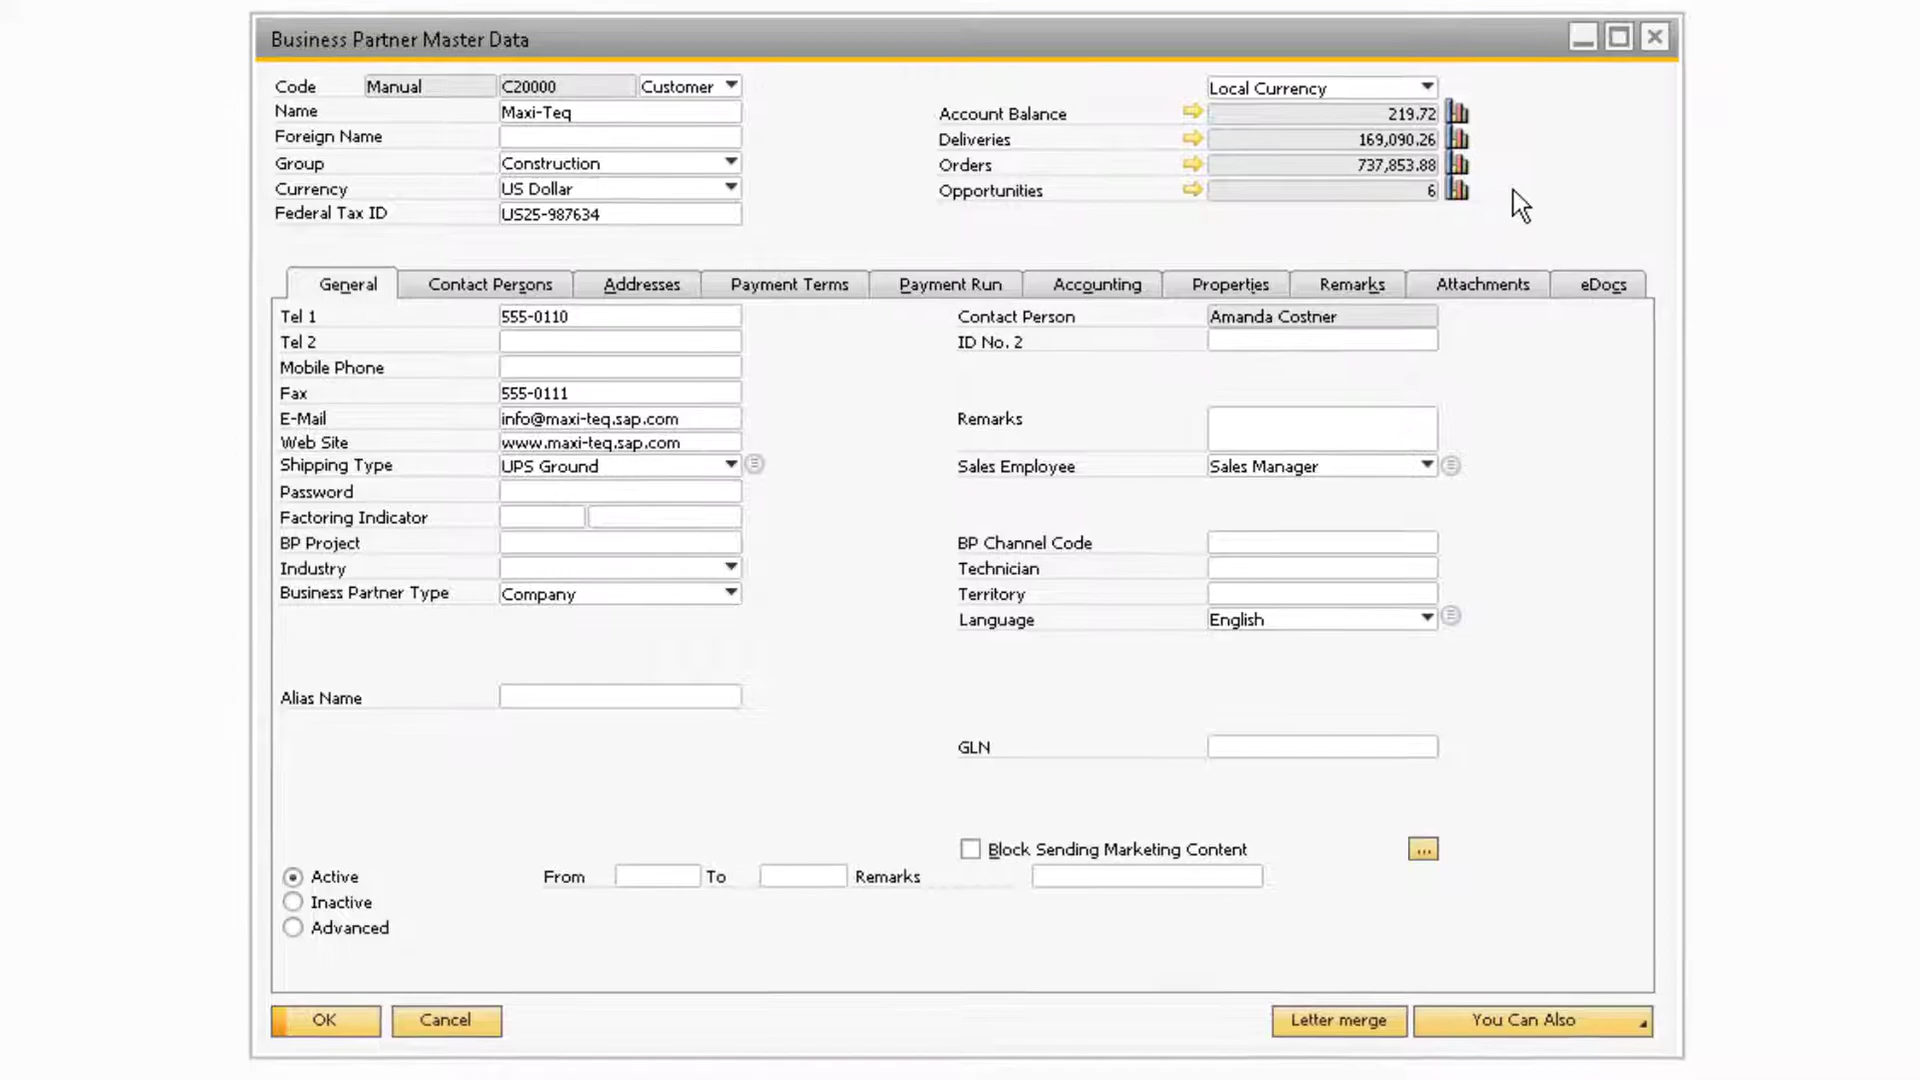 Business Partner Master Data
Code Manual C20000 Customer
Name Maxi-Teq
Foreign Name
Group Construction
Currency US Dollar
Federal Tax ID US25-987634
Local Currency
Account Balance 219.72
Deliveries 169,090.26
Orders 737,853.88
Opportunities 6
General Contact Persons Addresses Payment Terms Payment Run Accounting Properties Remarks Attachments eDocs
Tel 1 555-0110
Tel 2
Mobile Phone
Fax 555-0111
E-Mail info@maxi-teq.sap.com
Web Site www.maxi-teq.sap.com
Shipping Type UPS Ground
Password
Factoring Indicator
BP Project
Industry
Business Partner Type Company
Alias Name
Contact Person Amanda Costner
ID No. 2
Remarks
Sales Employee Sales Manager
BP Channel Code
Technician
Territory
Language English
GLN
Block Sending Marketing Content ...
Active From To Remarks
Inactive
Advanced
OK Cancel Letter merge You Can Also